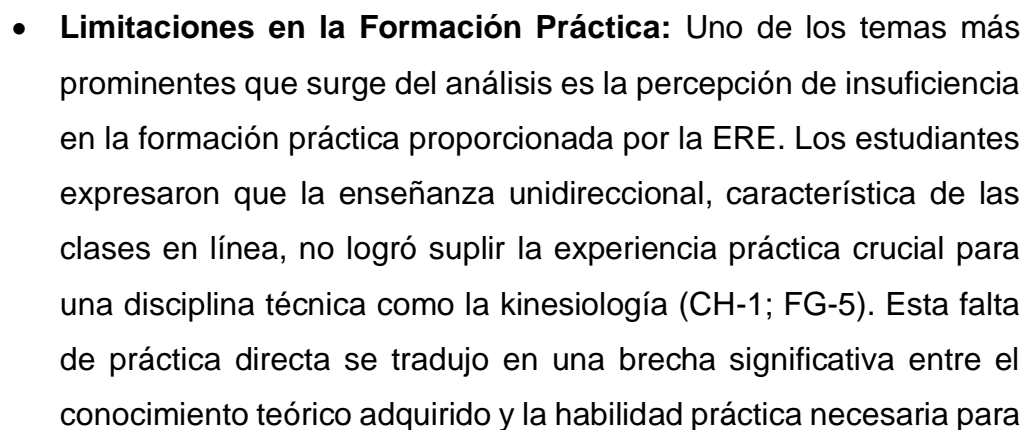 • Limitaciones en la Formación Práctica: Uno de los temas más
prominentes que surge del análisis es la percepción de insuficiencia
en la formación práctica proporcionada por la ERE. Los estudiantes
expresaron que la enseñanza unidireccional, característica de las
clases en línea, no logró suplir la experiencia práctica crucial para
una disciplina técnica como la kinesiología (CH-1; FG-5). Esta falta
de práctica directa se tradujo en una brecha significativa entre el
conocimiento teórico adquirido y la habilidad práctica necesaria para